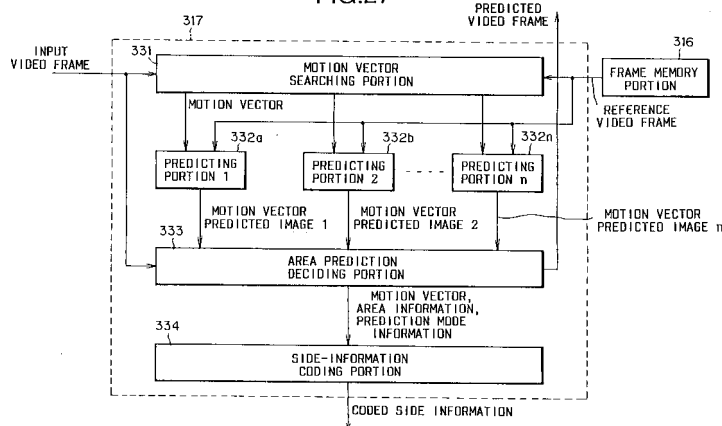 FIG.27
PREDICTED
VIDEO FRAME
317
INPUT
VIDEO FRAME
331
MOTION VECTOR
SEARCHING PORTION
316
FRAME MEMORY
PORTION
MOTION VECTOR
REFERENCE
VIDEO FRAME
332a
332b
332n
PREDICTING
PORTION 1
PREDICTING
PORTION 2
PREDICTING
PORTION n
MOTION VECTOR
PREDICTED IMAGE 1
MOTION VECTOR
PREDICTED IMAGE 2
MOTION VECTOR
PREDICTED IMAGE n
333
AREA PREDICTION
DECIDING PORTION
MOTION VECTOR,
AREA INFORMATION,
PREDICTION MODE
INFORMATION
334
SIDE-INFORMATION
CODING PORTION
CODED SIDE INFORMATION